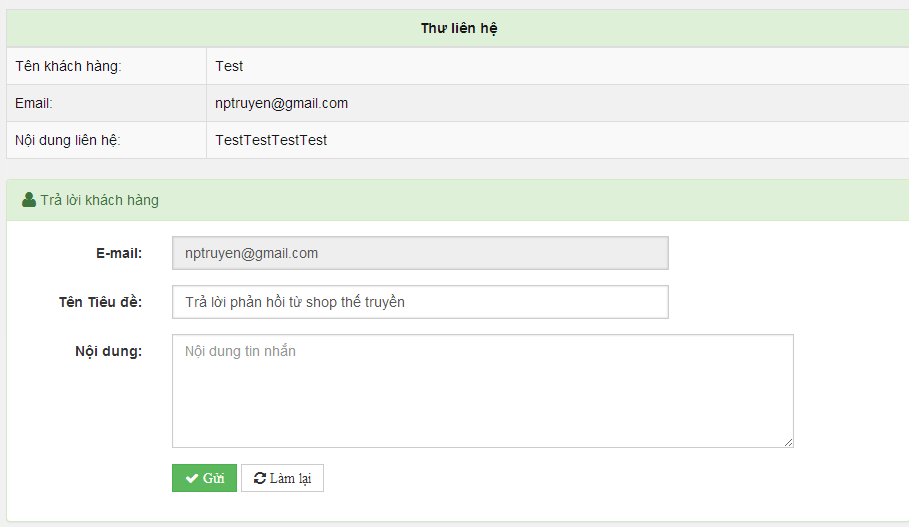 Thư liên hệ
Tên khách hàng: Test
Email: nptruyen@gmail.com
Nội dung liên hệ: TestTestTestTest
Trả lời khách hàng
E-mail: nptruyen@gmail.com
Tên Tiêu đề: Trả lời phản hồi từ shop thế truyền
Nội dung: Nội dung tin nhắn
Gửi Làm lại